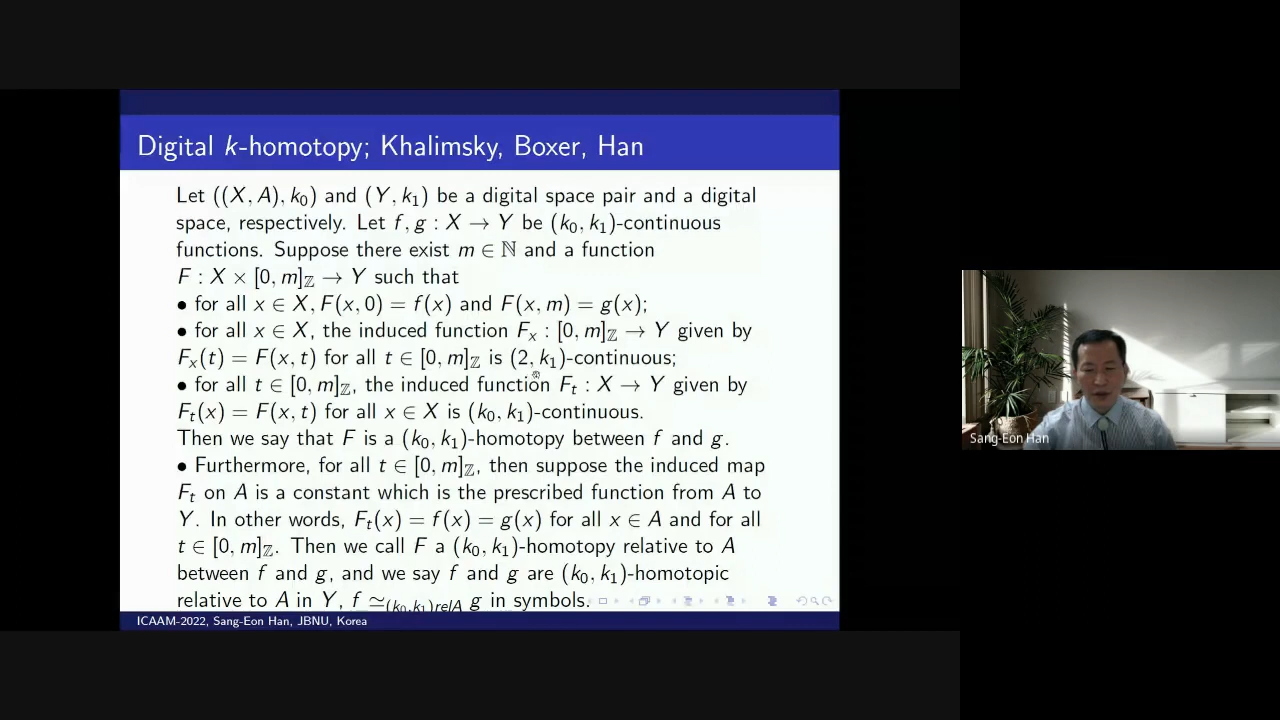 Digital k-homotopy; Khalimsky, Boxer, Han
Let ((X, A), k₀) and (Y, k₁) be a digital space pair and a digital
space, respectively. Let f, g : X → Y be (k₀, k₁)-continuous
functions. Suppose there exist m ∈ ℕ and a function
F : X × [0, m]_ℤ → Y such that
• for all x ∈ X, F(x, 0) = f(x) and F(x, m) = g(x);
• for all x ∈ X, the induced function Fₓ : [0, m]_ℤ → Y given by
Fₓ(t) = F(x, t) for all t ∈ [0, m]_ℤ is (2, k₁)-continuous;
• for all t ∈ [0, m]_ℤ, the induced function Fₜ : X → Y given by
Fₜ(x) = F(x, t) for all x ∈ X is (k₀, k₁)-continuous.
Then we say that F is a (k₀, k₁)-homotopy between f and g.
• Furthermore, for all t ∈ [0, m]_ℤ, then suppose the induced map
Fₜ on A is a constant which is the prescribed function from A to
Y. In other words, Fₜ(x) = f(x) = g(x) for all x ∈ A and for all
t ∈ [0, m]_ℤ. Then we call F a (k₀, k₁)-homotopy relative to A
between f and g, and we say f and g are (k₀, k₁)-homotopic
relative to A in Y, f ≃_(k₀,k₁)relA g in symbols.
ICAAM-2022, Sang-Eon Han, JBNU, Korea
Sang-Eon Han